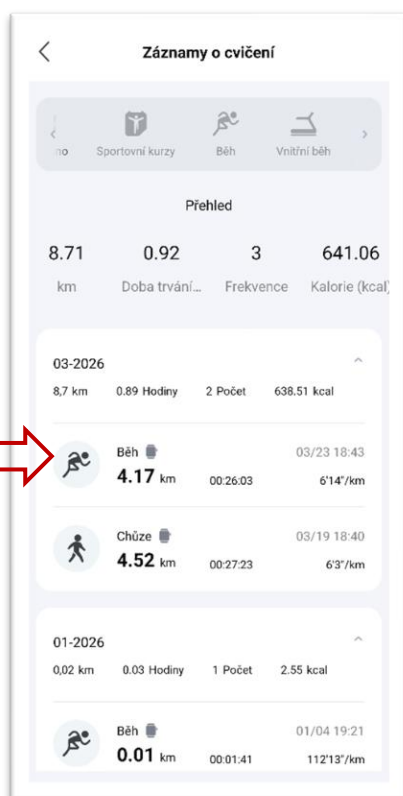 Záznamy o cvičení
no Sportovní kurzy Běh Vnitřní běh
Přehled
8.71 0.92 3 641.06
km Doba trvání... Frekvence Kalorie (kcal)
03-2026
8,7 km 0.89 Hodiny 2 Počet 638.51 kcal
Běh 03/23 18:43
4.17 km 00:26:03 6'14"/km
Chůze 03/19 18:40
4.52 km 00:27:23 6'3"/km
01-2026
0,02 km 0.03 Hodiny 1 Počet 2.55 kcal
Běh 01/04 19:21
0.01 km 00:01:41 112'13"/km